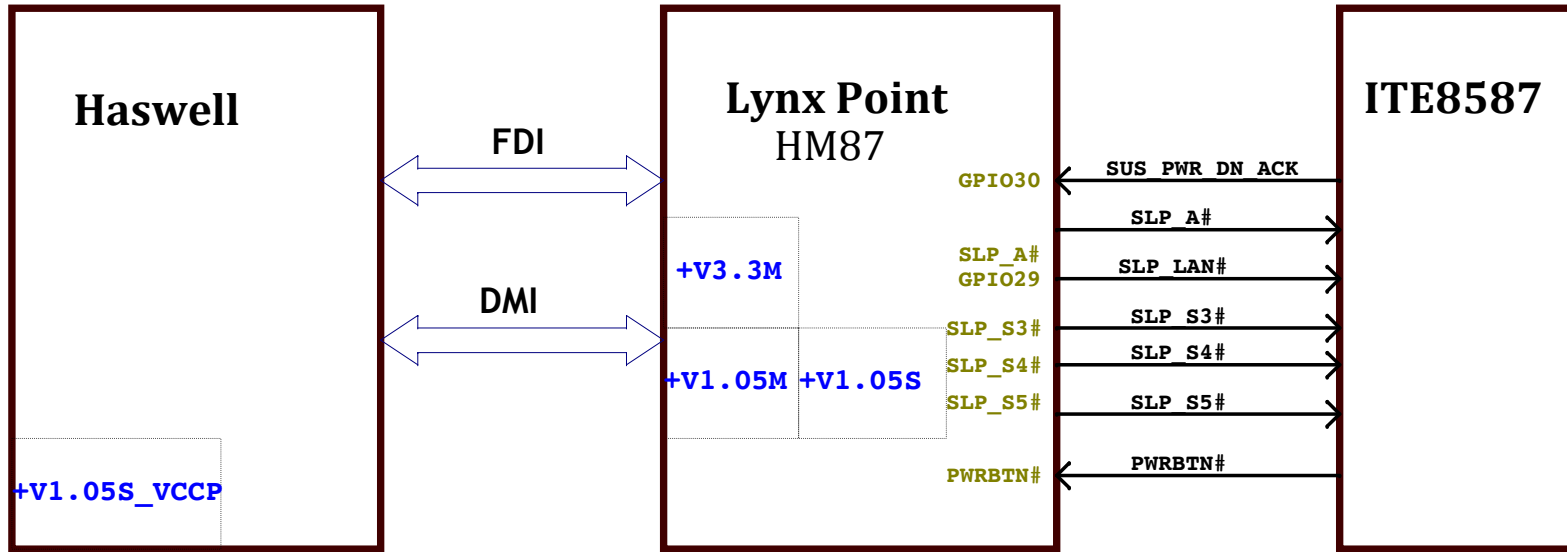 Haswell
+V1.05S_VCCP
FDI
DMI
Lynx Point
HM87
+V3.3M
+V1.05M
+V1.05S
GPIO30
SLP_A#
GPIO29
SLP_S3#
SLP_S4#
SLP_S5#
PWRBTN#
SUS_PWR_DN_ACK
SLP_A#
SLP_LAN#
SLP_S3#
SLP_S4#
SLP_S5#
PWRBTN#
ITE8587